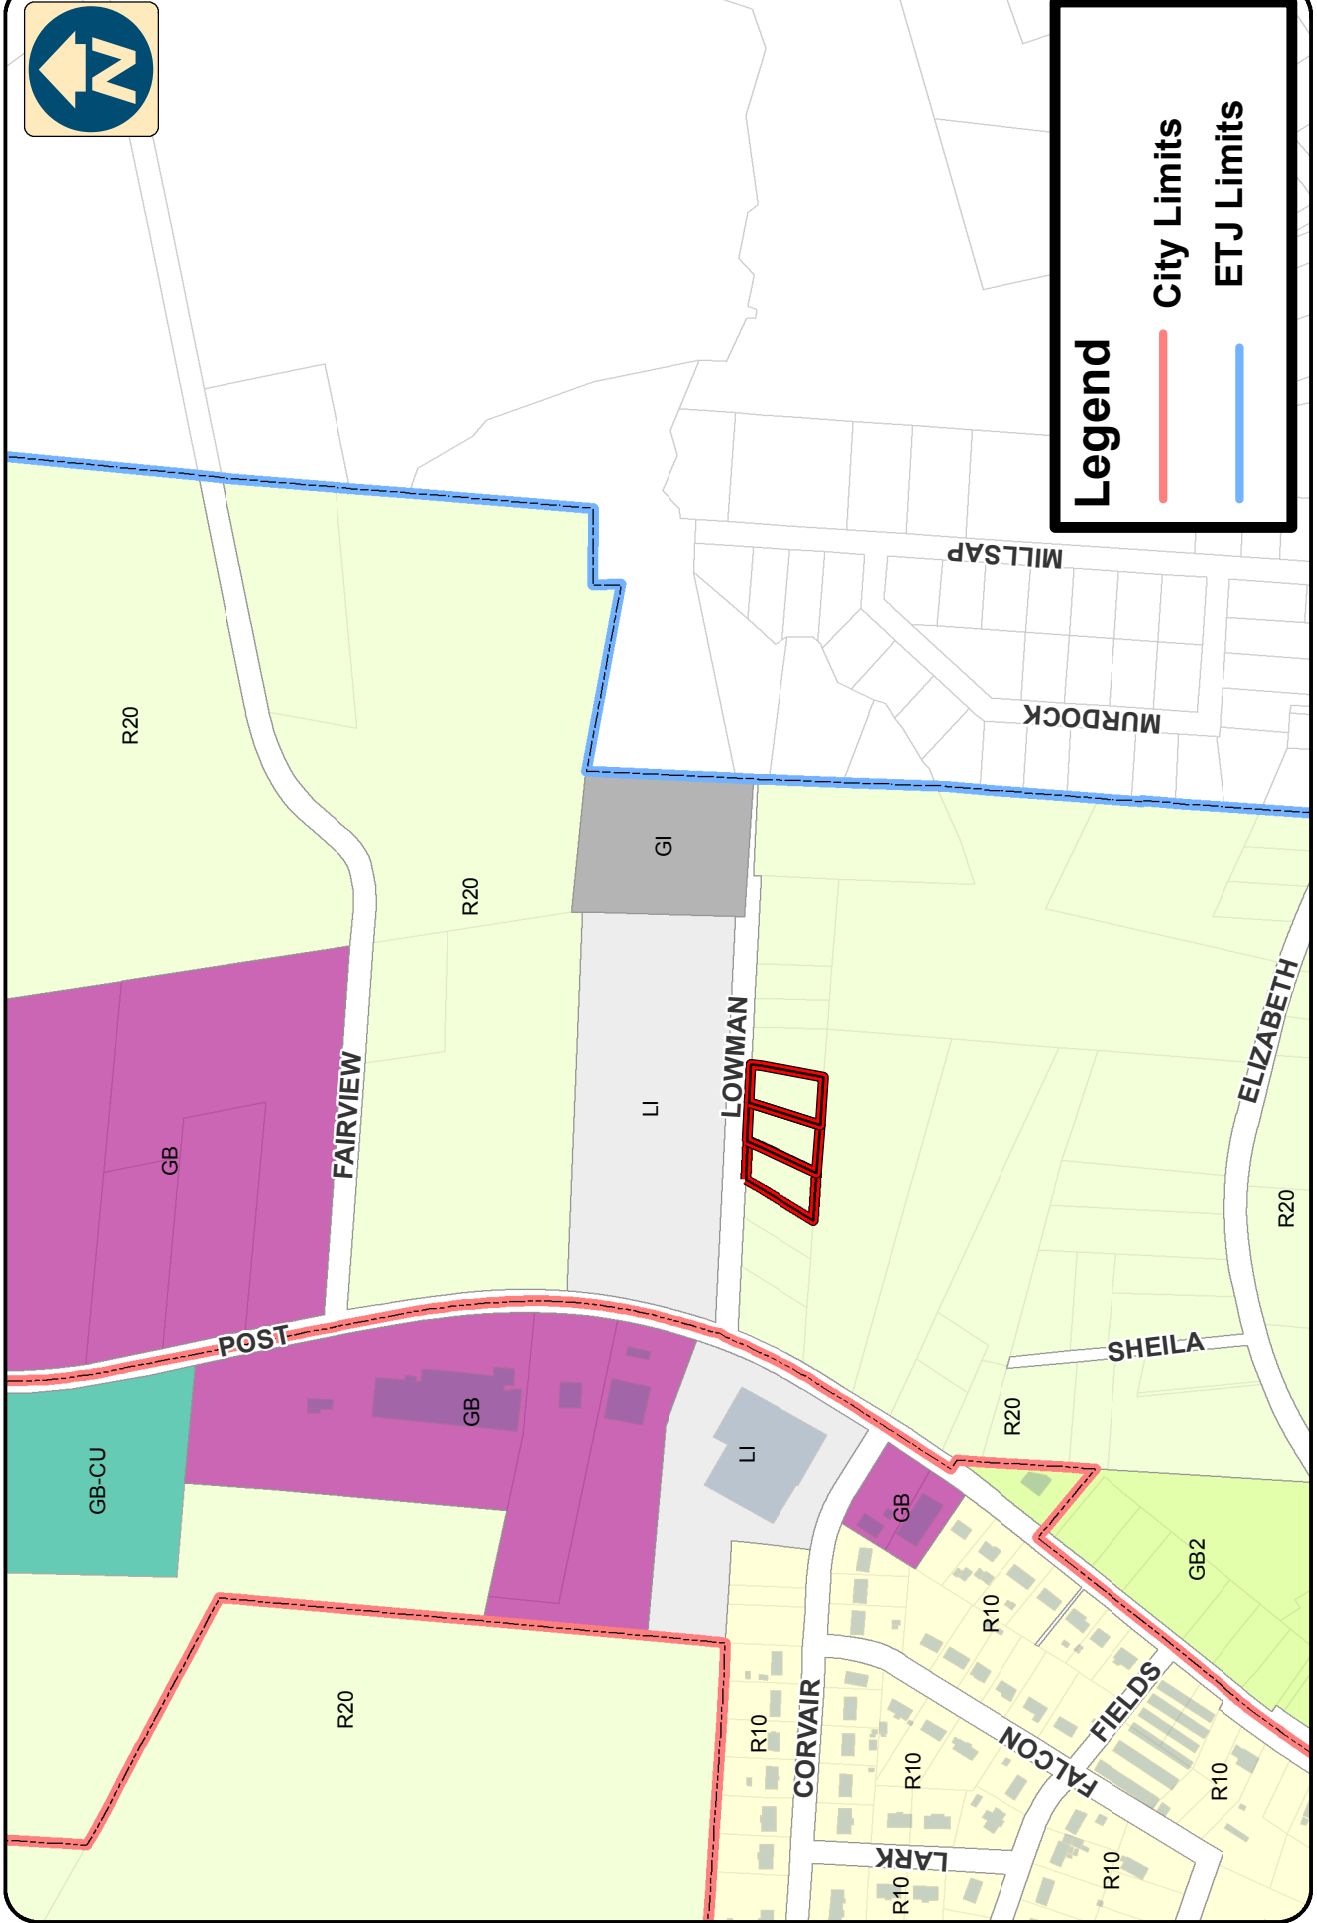 N
Legend
City Limits
ETJ Limits
R20
R20
GB
FAIRVIEW
POST
GB-CU
GB
R20
GI
LI
LOWMAN
LI
GB
MILLSAP
MURDOCK
ELIZABETH
R20
SHEILA
R20
GB2
R10
R10
CORVAIR
R10
FALCON
FIELDS
R10
LARK
R10
R10